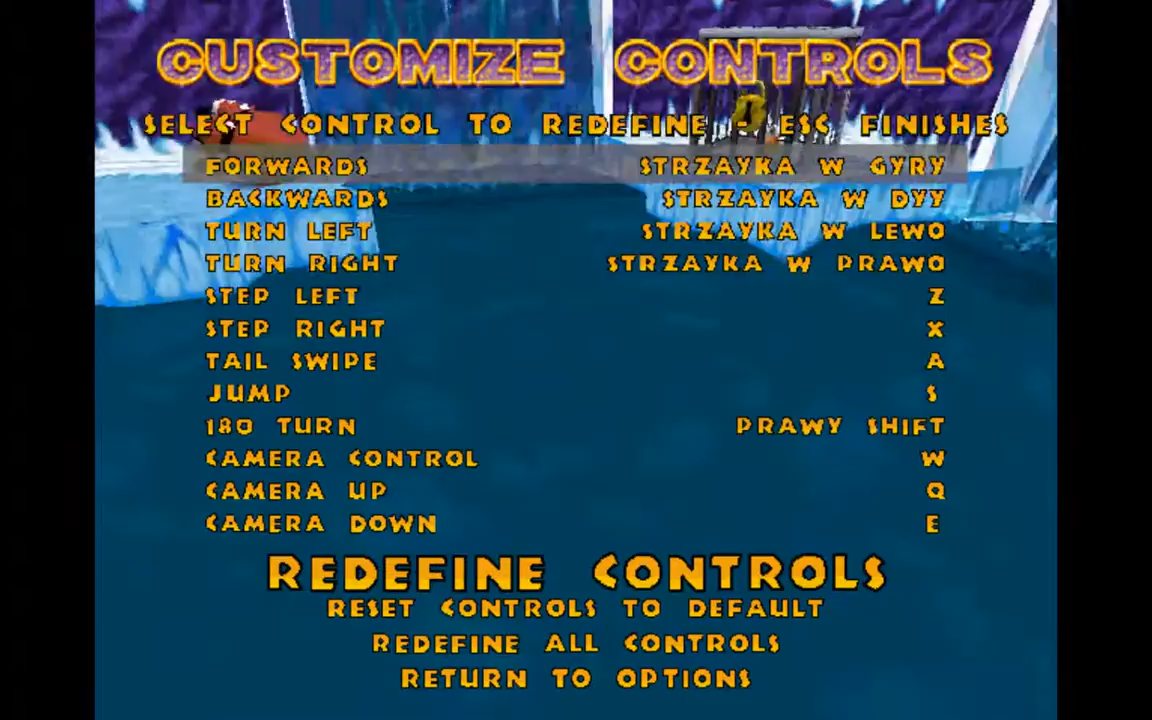 CUSTOMIZE CONTROLS
SELECT CONTROL TO REDEFINE - ESC FINISHES
FORWARDS STRZAYKA W GYRY
BACKWARDS STRZAYKA W DYY
TURN LEFT STRZAYKA W LEWO
TURN RIGHT STRZAYKA W PRAWO
STEP LEFT Z
STEP RIGHT X
TAIL SWIPE A
JUMP S
180 TURN PRAWY SHIFT
CAMERA CONTROL W
CAMERA UP Q
CAMERA DOWN E
REDEFINE CONTROLS
RESET CONTROLS TO DEFAULT
REDEFINE ALL CONTROLS
RETURN TO OPTIONS